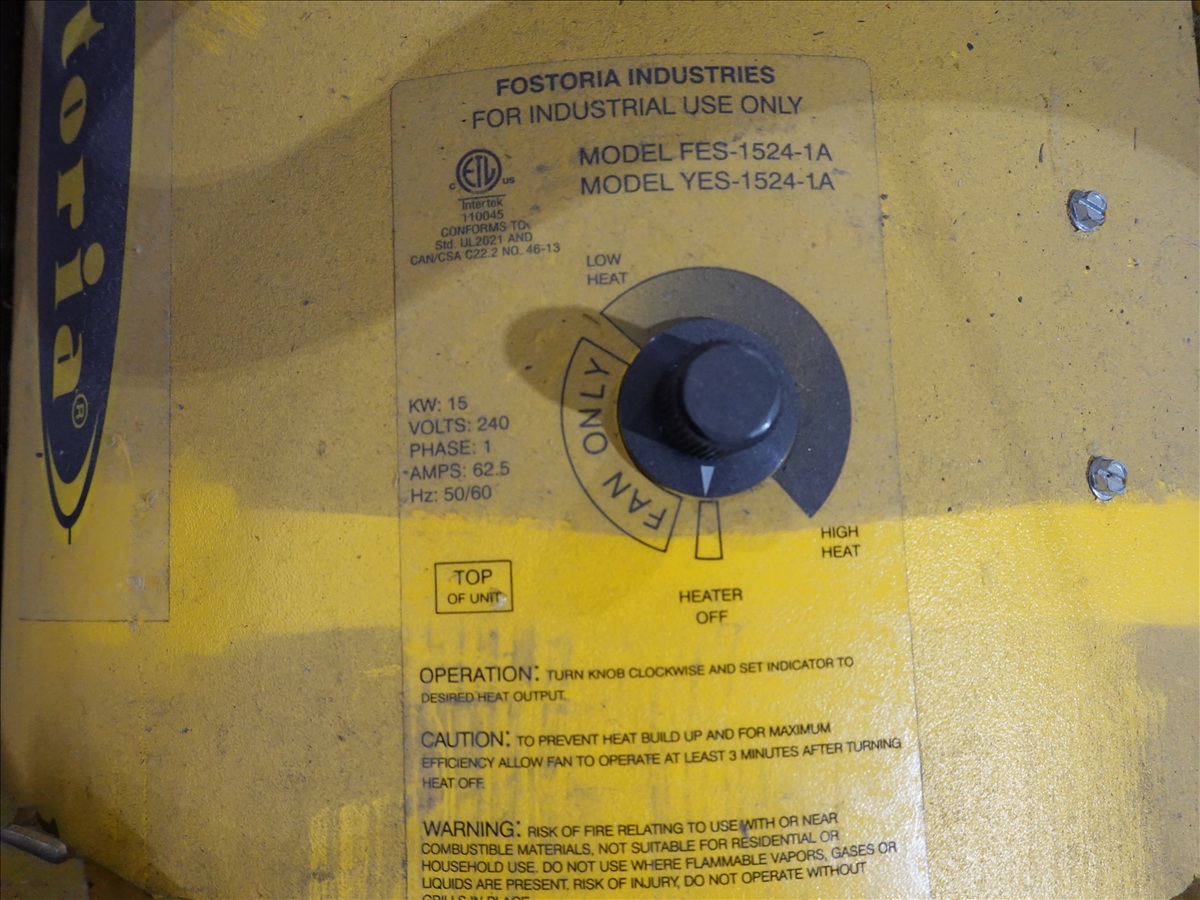 toria®
FOSTORIA INDUSTRIES
FOR INDUSTRIAL USE ONLY
MODEL FES-1524-1A
MODEL YES-1524-1A
C ETL US
Intertek
110045
CONFORMS TO
Std. UL2021 AND
CAN/CSA C22.2 NO. 46-13
LOW
HEAT
FAN ONLY
KW: 15
VOLTS: 240
PHASE: 1
AMPS: 62.5
Hz: 50/60
HIGH
HEAT
TOP
OF UNIT
HEATER
OFF
OPERATION: TURN KNOB CLOCKWISE AND SET INDICATOR TO
DESIRED HEAT OUTPUT.
CAUTION: TO PREVENT HEAT BUILD UP AND FOR MAXIMUM
EFFICIENCY ALLOW FAN TO OPERATE AT LEAST 3 MINUTES AFTER TURNING
HEAT OFF.
WARNING: RISK OF FIRE RELATING TO USE WITH OR NEAR
COMBUSTIBLE MATERIALS, NOT SUITABLE FOR RESIDENTIAL OR
HOUSEHOLD USE. DO NOT USE WHERE FLAMMABLE VAPORS, GASES OR
LIQUIDS ARE PRESENT. RISK OF INJURY, DO NOT OPERATE WITHOUT
GRILLS IN PLACE